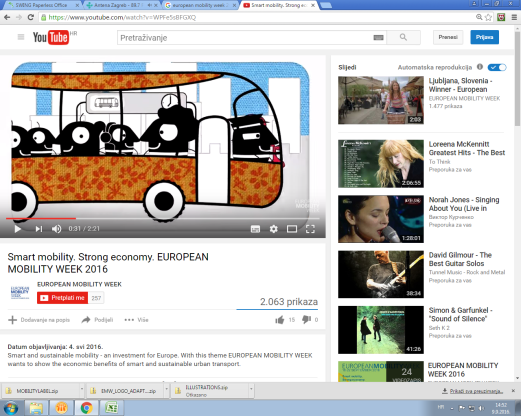 SWENG Paperless Office
Antena Zagreb - 89.7
european mobility week
Smart mobility. Strong ec
https://www.youtube.com/watch?v=WPFe5sBFGXQ
YouTube HR
Pretraživanje
Prenesi
Prijava
0:31 / 2:21
Smart mobility. Strong economy. EUROPEAN
MOBILITY WEEK 2016
EUROPEAN MOBILITY WEEK
Pretplati me 257
2.063 prikaza
Dodavanje na popis
Podijeli
Više
15
0
Datum objavljivanja: 4. svi 2016.
Smart and sustainable mobility - an investment for Europe. With this theme EUROPEAN MOBILITY WEEK
wants to show the economic benefits of smart and sustainable urban transport.
Slijedi
Automatska reprodukcija
Ljubljana, Slovenia -
Winner - European
EUROPEAN MOBILITY WEEK
1.477 prikaza
2:03
Loreena McKennitt
Greatest Hits - The Best
To Think
Preporuka za vas
2:06:55
Norah Jones - Singing
About You (Live in
Виктор Курченко
Preporuka za vas
1:28:01
David Gilmour - The
Best Guitar Solos
Tunnel Music - Rock and Metal
Preporuka za vas
38:34
Simon & Garfunkel -
"Sound of Silence"
Seth K.2
Preporuka za vas
41:26
EUROPEAN MOBILITY
WEEK 2016
24
VIDEOZAPISA
MOBILITYLABEL.zip
EMW_LOGO_ADAPT....zip
ILLUSTRATIONS.zip
Otkazano
Prikaži sva preuzimanja...
HR
14:52
9.8.2016.